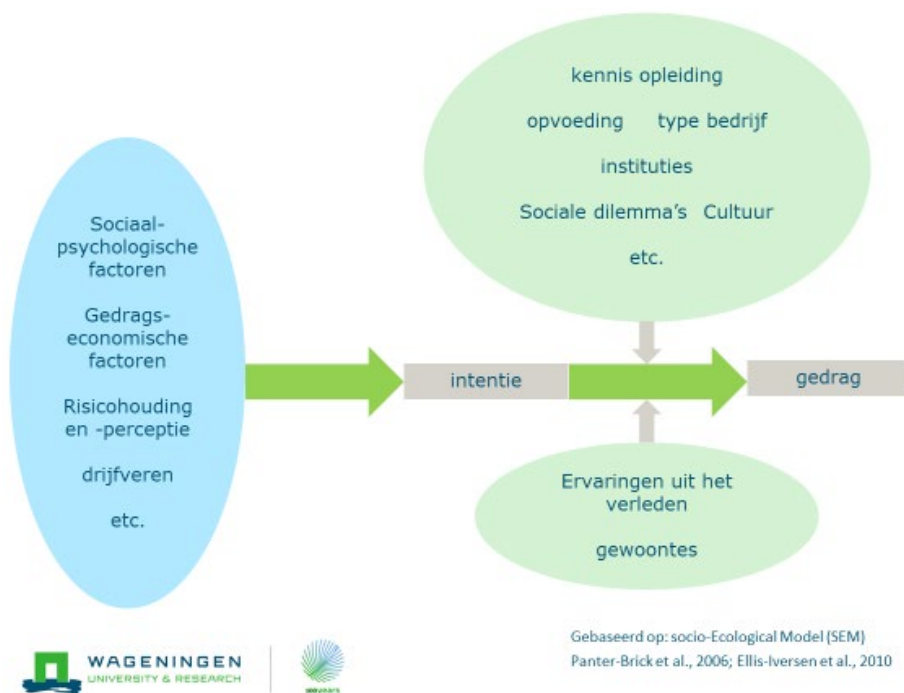 kennis opleiding
opvoeding type bedrijf
instituties
Sociale dilemma's Cultuur
etc.
Sociaal-
psychologische
factoren
Gedrags-
economische
factoren
Risicohouding
en -perceptie
drijfveren
etc.
intentie
gedrag
Ervaringen uit het
verleden
gewoontes
WAGENINGEN
UNIVERSITY & RESEARCH
100years
Gebaseerd op: socio-Ecological Model (SEM)
Panter-Brick et al., 2006; Ellis-Iversen et al., 2010